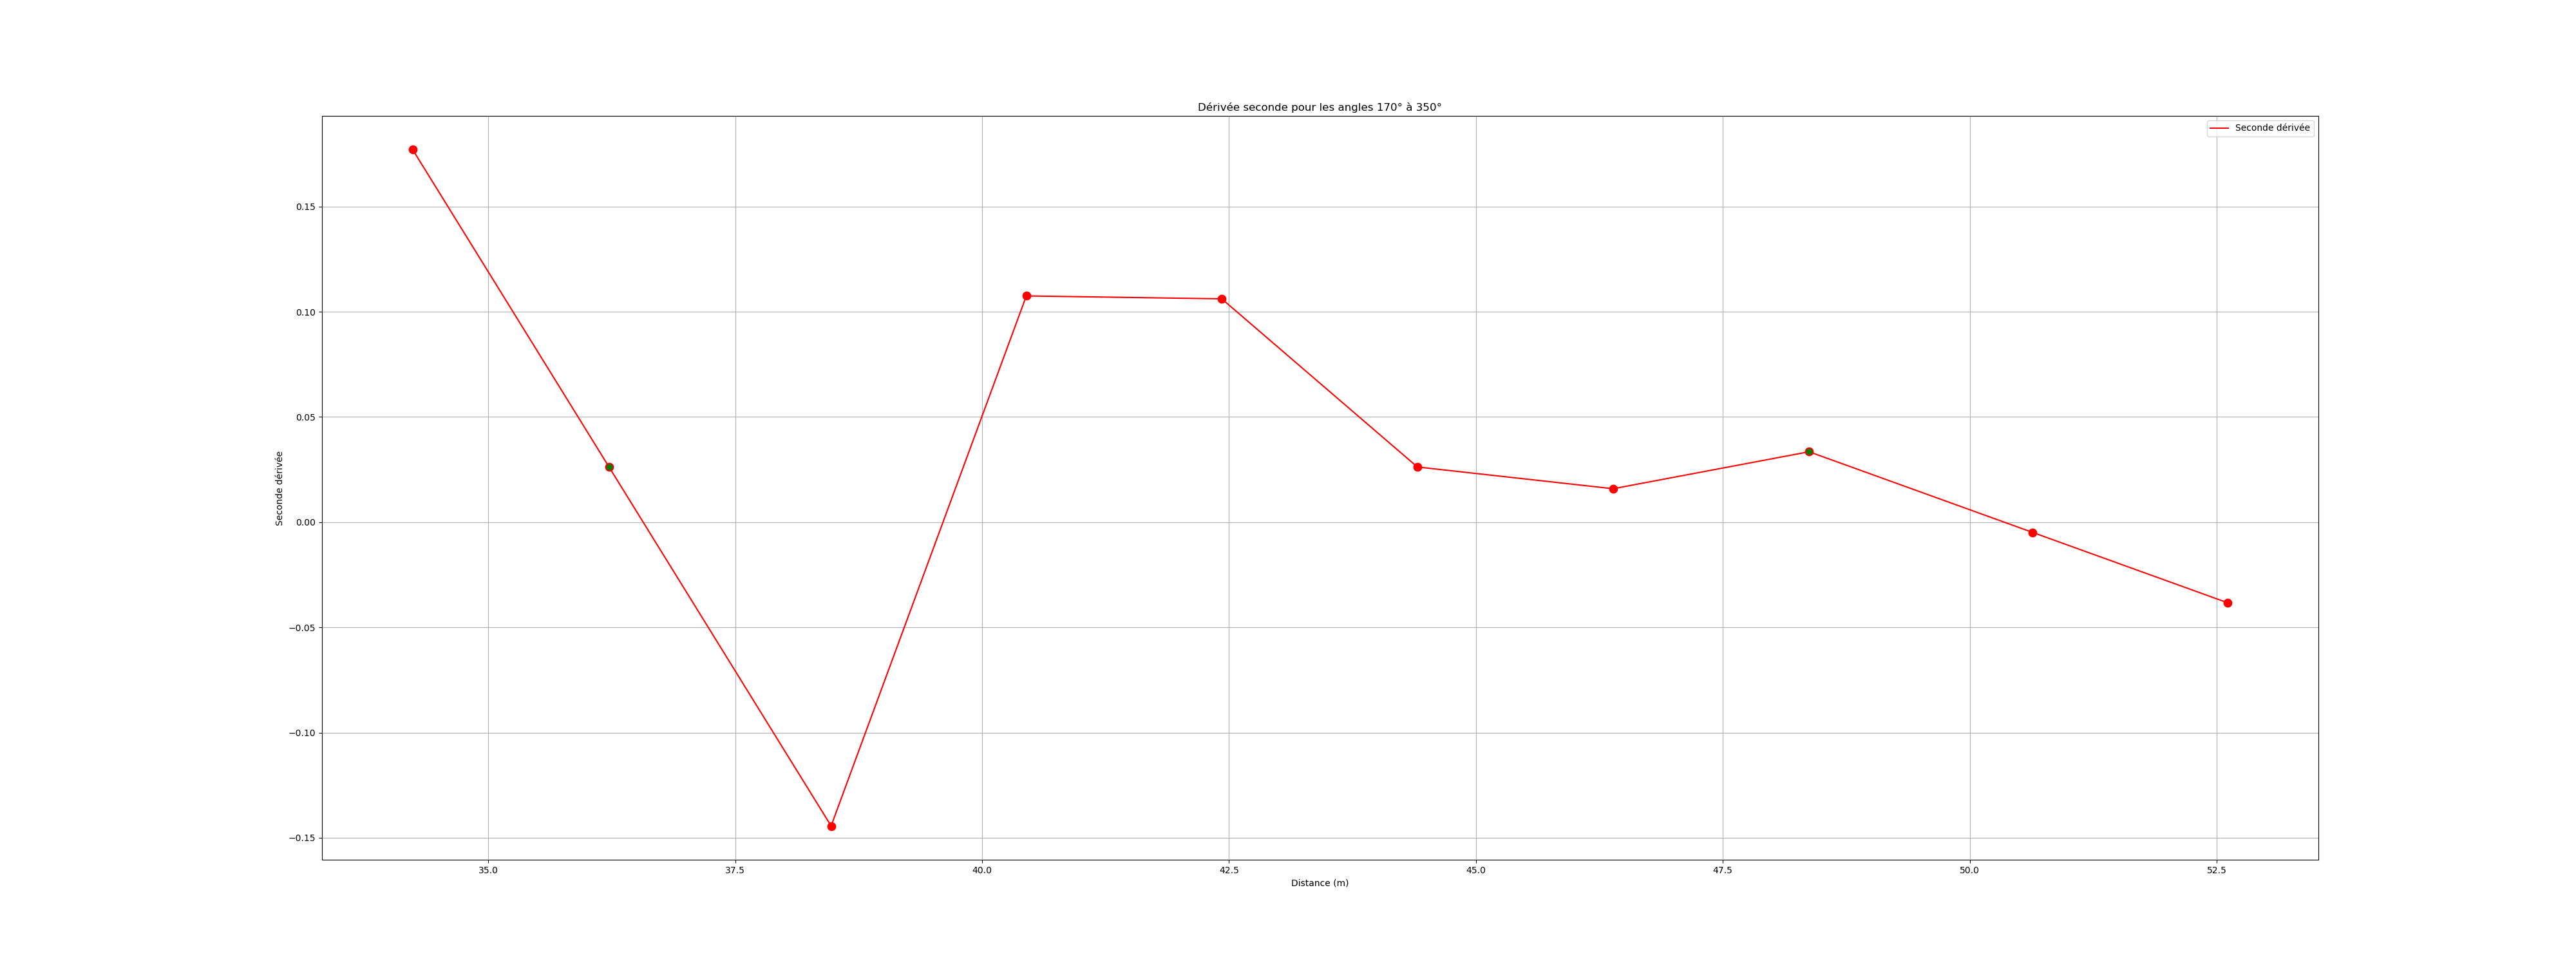 Dérivée seconde pour les angles 170° à 350°
Seconde dérivée
0.15
0.10
0.05
0.00
−0.05
−0.10
−0.15
Seconde dérivée
35.0 37.5 40.0 42.5 45.0 47.5 50.0 52.5
Distance (m)